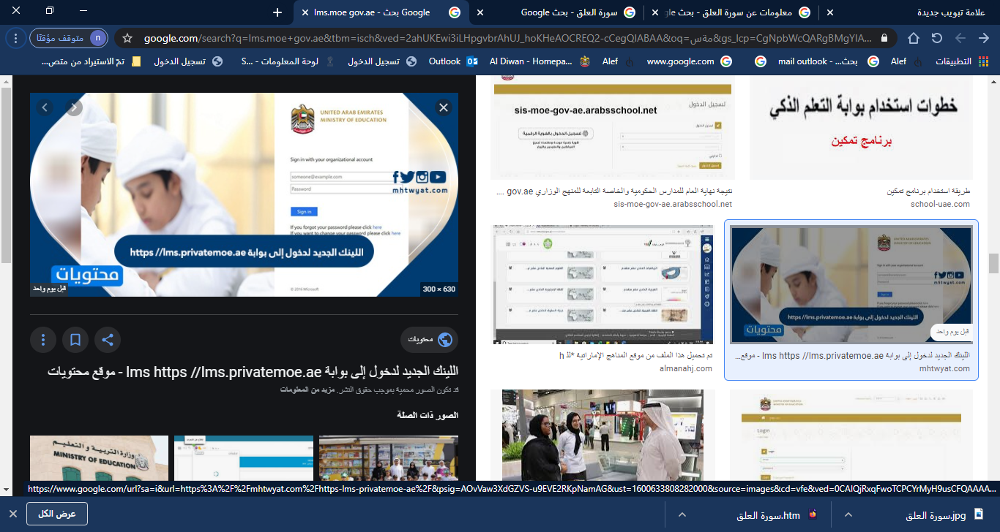 علامة تبويب جديدة
معلومات عن سورة العلق - بحث
سورة العلق - بحث Google
lms.moe gov.ae - بحث Google
متوقف مؤقتًا
google.com/search?q=lms.moe+gov.ae&tbm=isch&ved=2ahUKEwi3iLHpgvbrAhUJ_hoKHeAOCREQ2-cCegQIABAA&oq=مةس&gs_lcp=CgNpbWcQARgBMgYIA...
التطبيقات
Alef
بحث... - mail outlook
www.google.com
Alef
Al Diwan - Homepa...
Outlook
تسجيل الدخول
لوحة المعلومات - S...
تسجيل الدخول
تمّ الاستيراد من متص...
UNITED ARAB EMIRATES
MINISTRY OF EDUCATION
Sign in with your organizational account
someone@example.com
Password
mhtwyat.com
Sign in
If you forgot your password please click here
If you want to change your password please click here
اللينك الجديد لدخول إلى بوابة https //lms.privatemoe.ae
محتويات
© 2016 Microsoft
قبل يوم واحد
300 × 630
محتويات
اللينك الجديد لدخول إلى بوابة lms https //lms.privatemoe.ae - موقع محتويات
قد تكون الصور محمية بموجب حقوق النشر. مزيد من المعلومات
الصور ذات الصلة
وزارة التربية و التعليم
MINISTRY OF EDUCATION
خطوات استخدام بوابة التعلم الذكي
برنامج تمكين
طريقة استخدام برنامج تمكين
school-uae.com
تسجيل الدخول
sis-moe-gov-ae.arabsschool.net
تسجيل الدخول بالهوية الرقمية
نتيجة نهاية العام للمدارس الحكومية والخاصة التابعة للمنهج الوزاري gov.ae ...
sis-moe-gov-ae.arabsschool.net
mhtwyat.com
اللينك الجديد لدخول إلى بوابة https //lms.privatemoe.ae
محتويات
قبل يوم واحد
اللينك الجديد لدخول إلى بوابة lms https //lms.privatemoe.ae - موقع...
mhtwyat.com
تم تحميل هذا الملف من موقع المناهج الإماراتية *للـ h
almanahj.com
Login
https://www.google.com/url?sa=i&url=https%3A%2F%2Fmhtwyat.com%2Fhttps-lms-privatemoe-ae%2F&psig=AOvVaw3XdGZVS-u9EVE2RKpNamAG&ust=1600633808282000&source=images&cd=vfe&ved=0CAIQjRxqFwoTCPCYrMyH9usCFQAAAA...
سورة العلق.jpg
سورة العلق.htm
عرض الكل